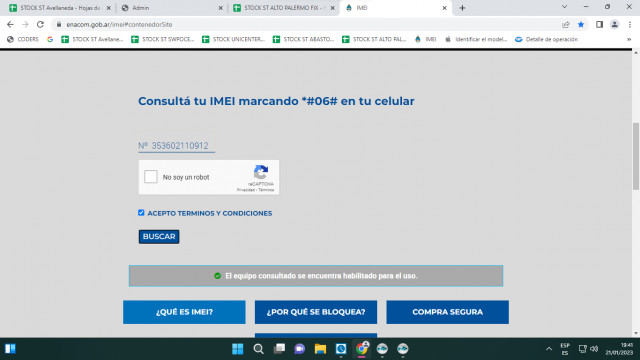 STOCK ST Avellaneda - Hojas de
Admin
STOCK ST ALTO PALERMO FIX -
IMEI
enacom.gob.ar/imei#contenedorSite
CODERS
G
STOCK ST Avellane...
STOCK ST SWPOCE...
STOCK UNICENTER...
STOCK ST ABASTO...
STOCK ST ALTO PAL...
IMEI
Identificar el model...
Detalle de operación
Consultá tu IMEI marcando *#06# en tu celular
Nº 353602110912
No soy un robot
reCAPTCHA
Privacidad - Términos
ACEPTO TERMINOS Y CONDICIONES
BUSCAR
El equipo consultado se encuentra habilitado para el uso.
¿QUÉ ES IMEI?
¿POR QUÉ SE BLOQUEA?
COMPRA SEGURA
ESP
ES
19:41
21/01/2023